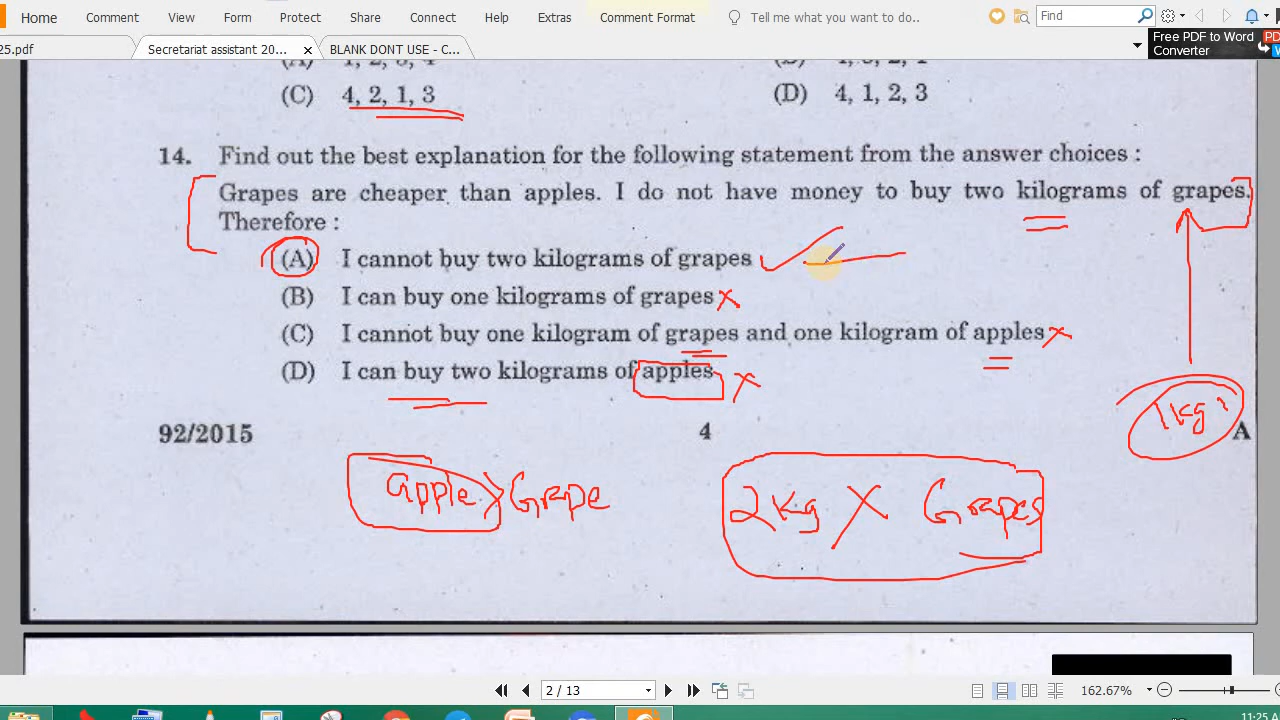 Home Comment View Form Protect Share Connect Help Extras Comment Format Tell me what you want to do.. Find
25.pdf Secretariat assistant 20... × BLANK DONT USE - C... Free PDF to Word Converter
(C) 4, 2, 1, 3 (D) 4, 1, 2, 3
14. Find out the best explanation for the following statement from the answer choices :
Grapes are cheaper than apples. I do not have money to buy two kilograms of grapes.
Therefore :
(A) I cannot buy two kilograms of grapes
(B) I can buy one kilograms of grapes
(C) I cannot buy one kilogram of grapes and one kilogram of apples
(D) I can buy two kilograms of apples
1kg
92/2015 4 A
apple > Grape 2kg X Grapes
2 / 13 162.67%
11:25 A